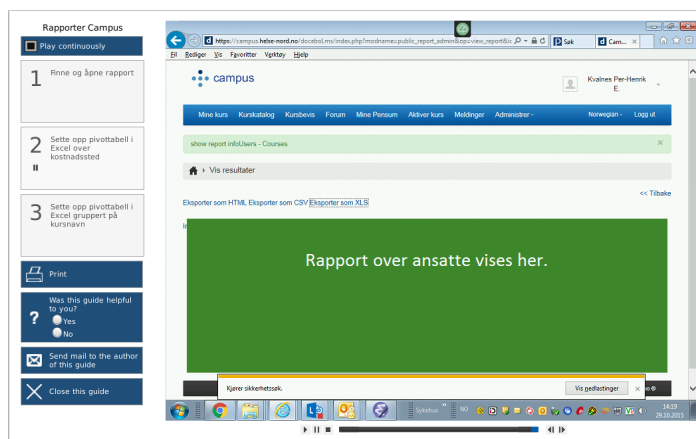 Rapporter Campus
Play continuously
1
Finne og åpne rapport
2
Sette opp pivottabell i
Excel over
kostnadssted
3
Sette opp pivottabell i
Excel gruppert på
kursnavn
Print
?
Was this guide helpful
to you?
Yes
No
Send mail to the author
of this guide
Close this guide
https://campus.helse-nord.no/docebolms/index.php?modname=public_report_admin&op=view_report&ic
Søk
Cam...
Fil Rediger Vis Favoritter Verktøy Hjelp
campus
Kvalnes Per-Henrik
E.
Mine kurs Kurskatalog Kursbevis Forum Mine Pensum Aktiver kurs Meldinger Administrer
Norwegian Logg ut
show report infoUsers - Courses
› Vis resultater
<< Tilbake
Eksporter som HTML Eksporter som CSV Eksporter som XLS
Rapport over ansatte vises her.
Kjører sikkerhetssøk.
Vis nedlastinger
Sykehus
NO
14:19
29.10.2015